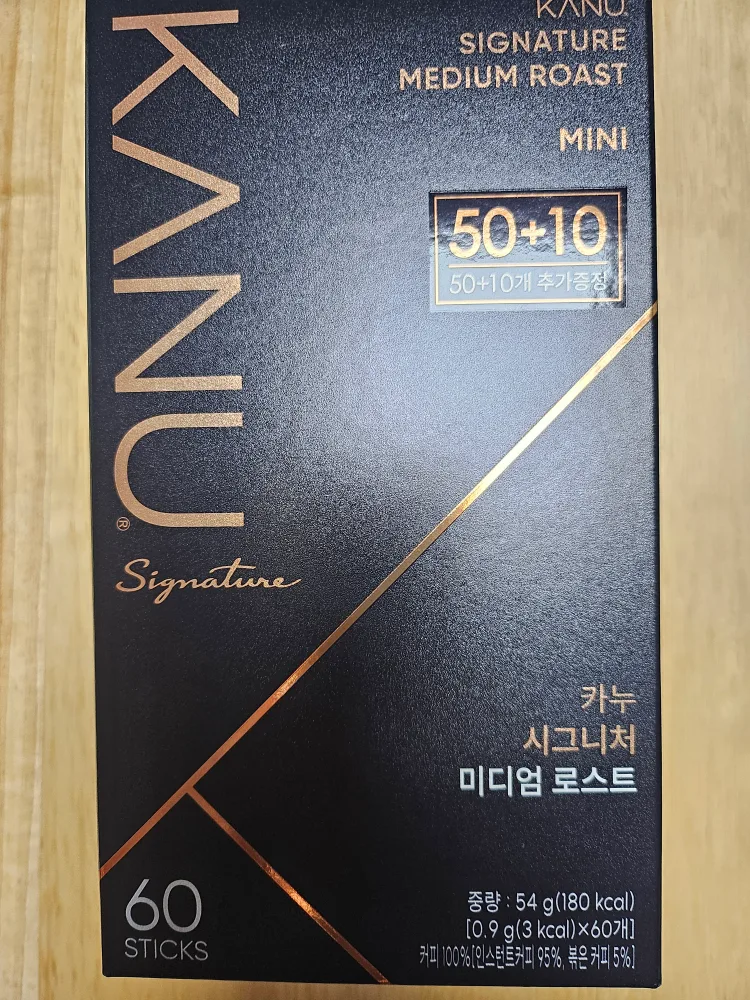 KANU
SIGNATURE
MEDIUM ROAST
MINI
50+10
50+10개 추가증정
KANU®
Signature
카누
시그니처
미디엄 로스트
60
STICKS
중량 : 54 g(180 kcal)
[0.9 g(3 kcal)×60개]
커피 100%[인스턴트커피 95%, 볶은커피 5%]